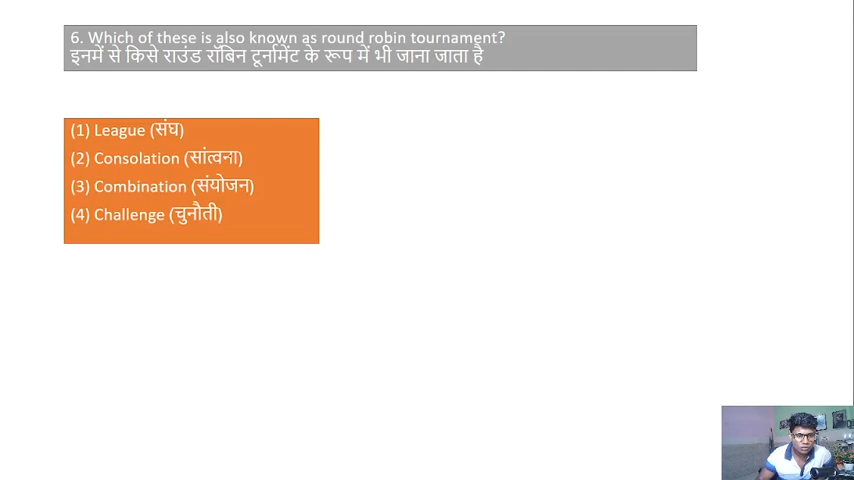 6. Which of these is also known as round robin tournament?
इनमें से किसे राउंड रॉबिन टूर्नामेंट के रूप में भी जाना जाता है
(1) League (संघ)
(2) Consolation (सांत्वना)
(3) Combination (संयोजन)
(4) Challenge (चुनौती)